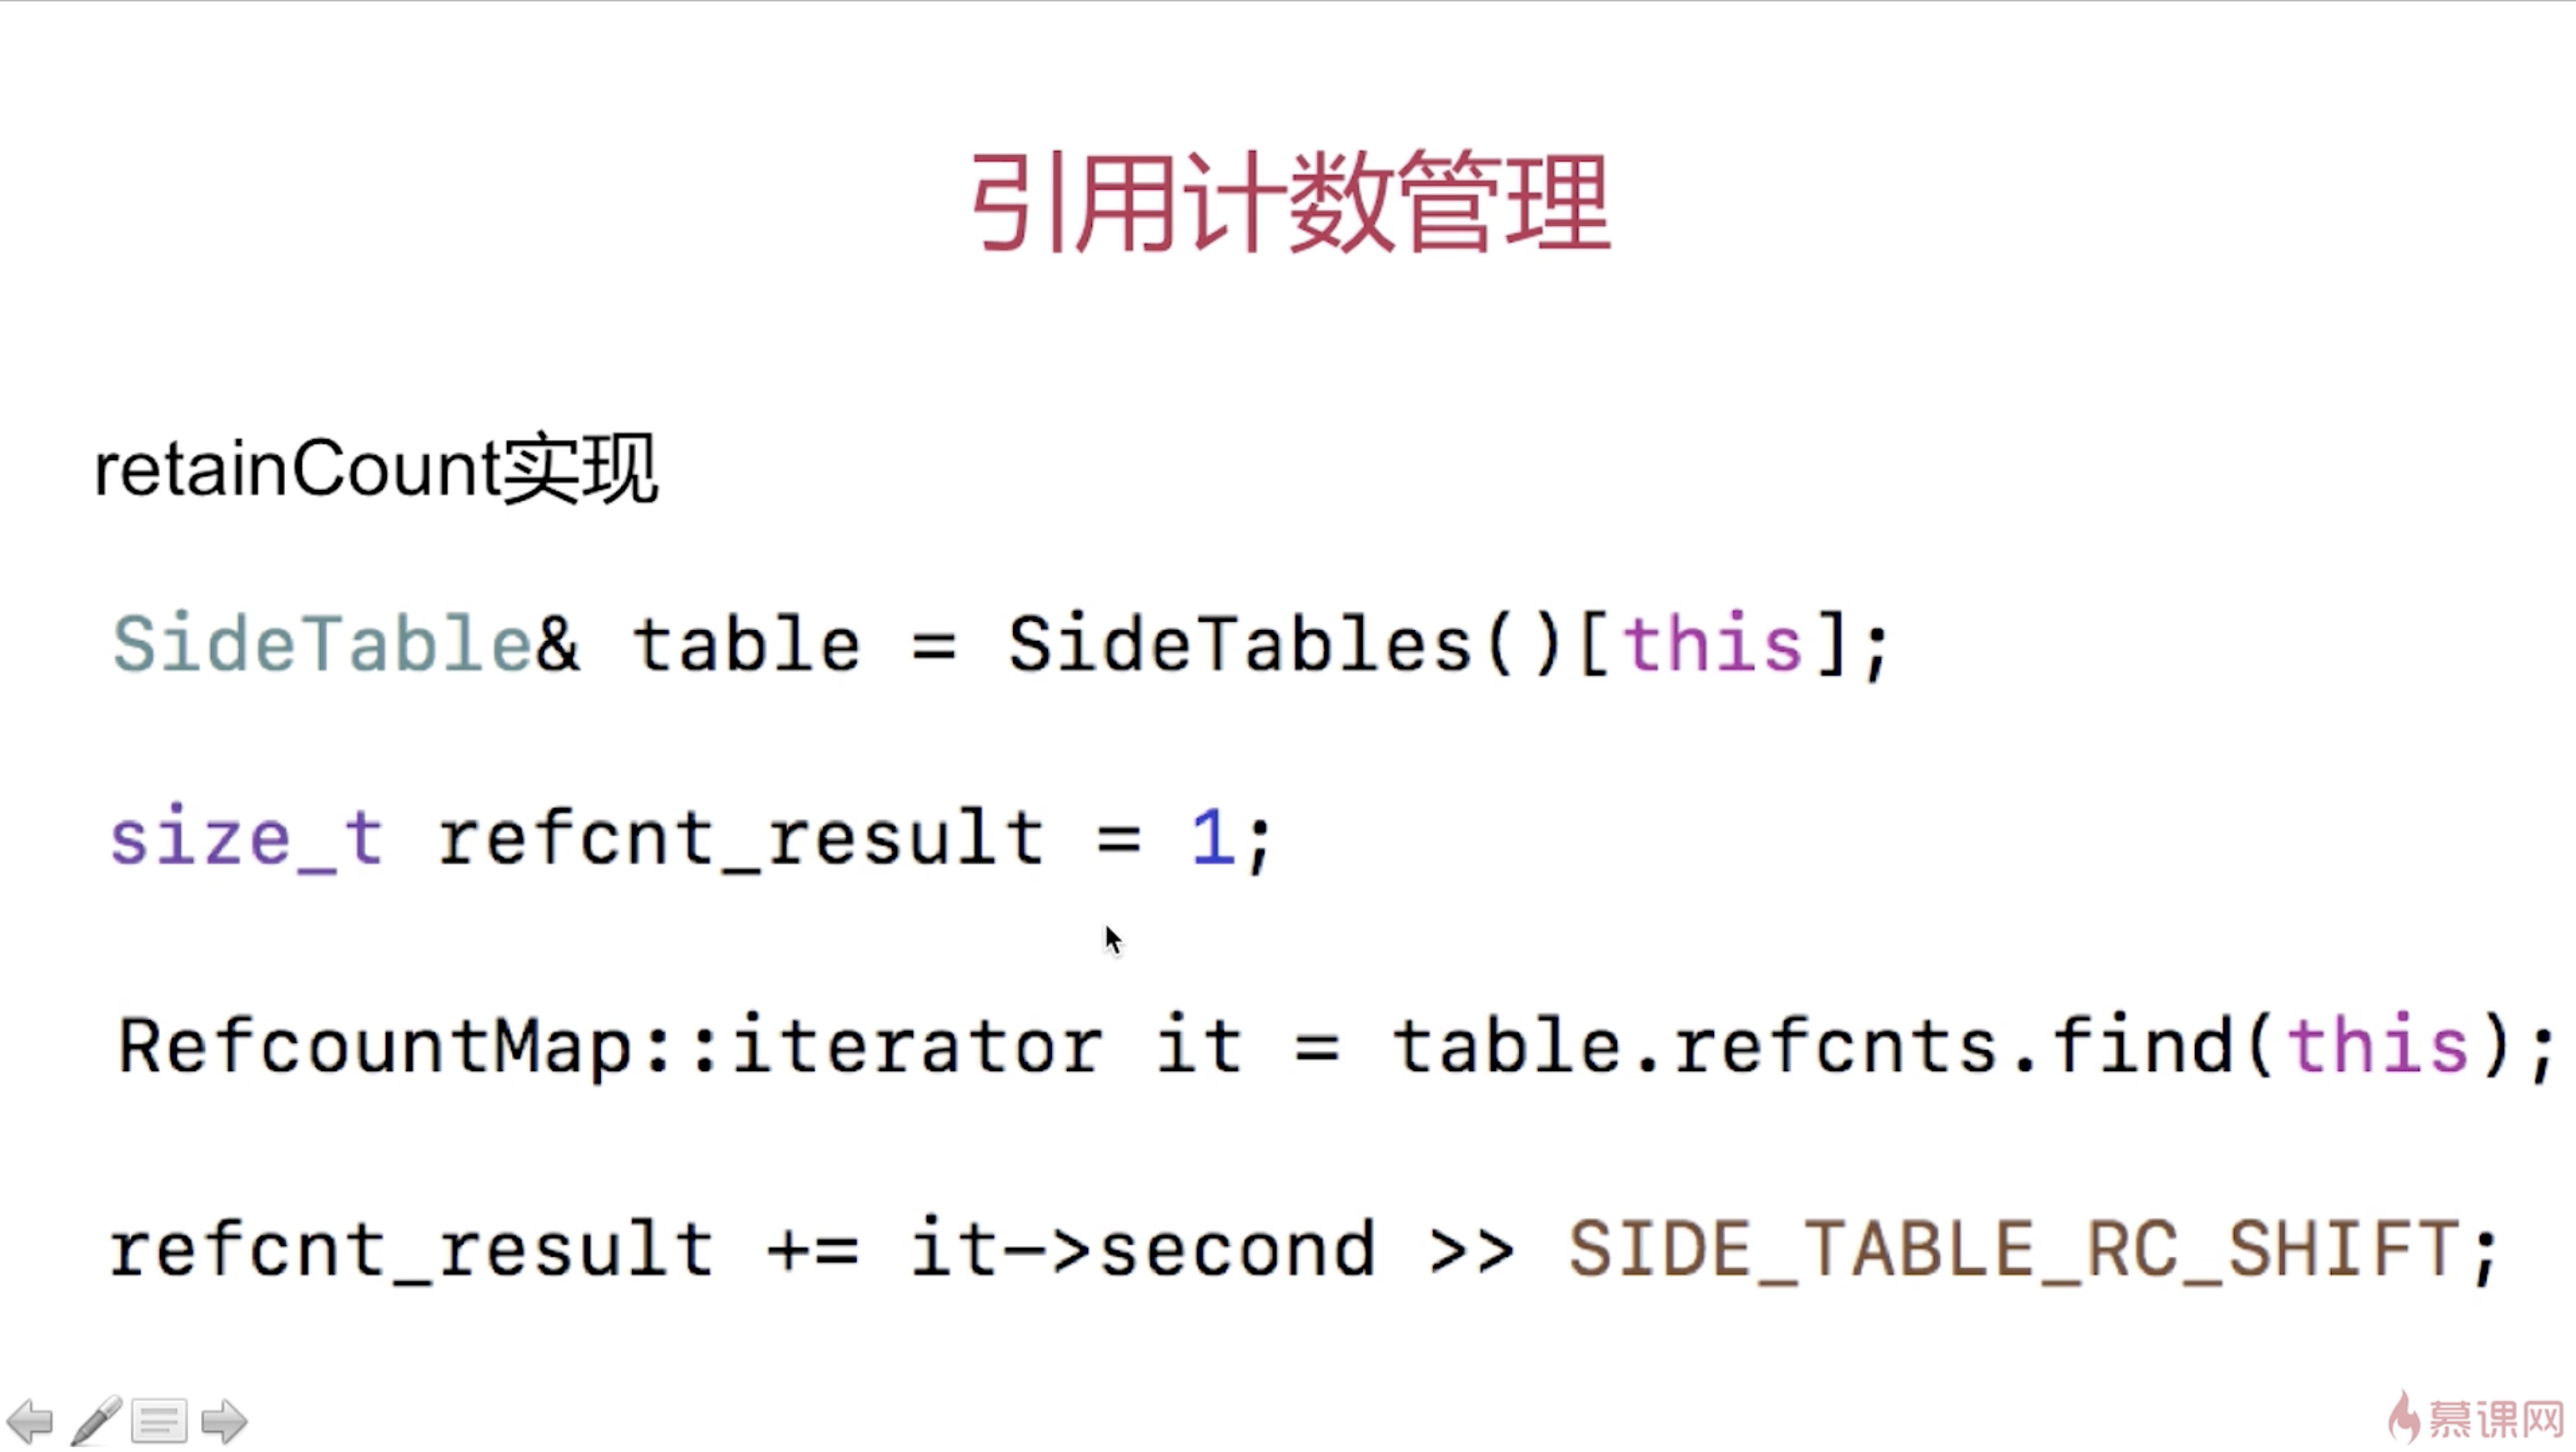 引用计数管理
retainCount实现
SideTable& table = SideTables()[this];
size_t refcnt_result = 1;
RefcountMap::iterator it = table.refcnts.find(this);
refcnt_result += it->second >> SIDE_TABLE_RC_SHIFT;
慕课网